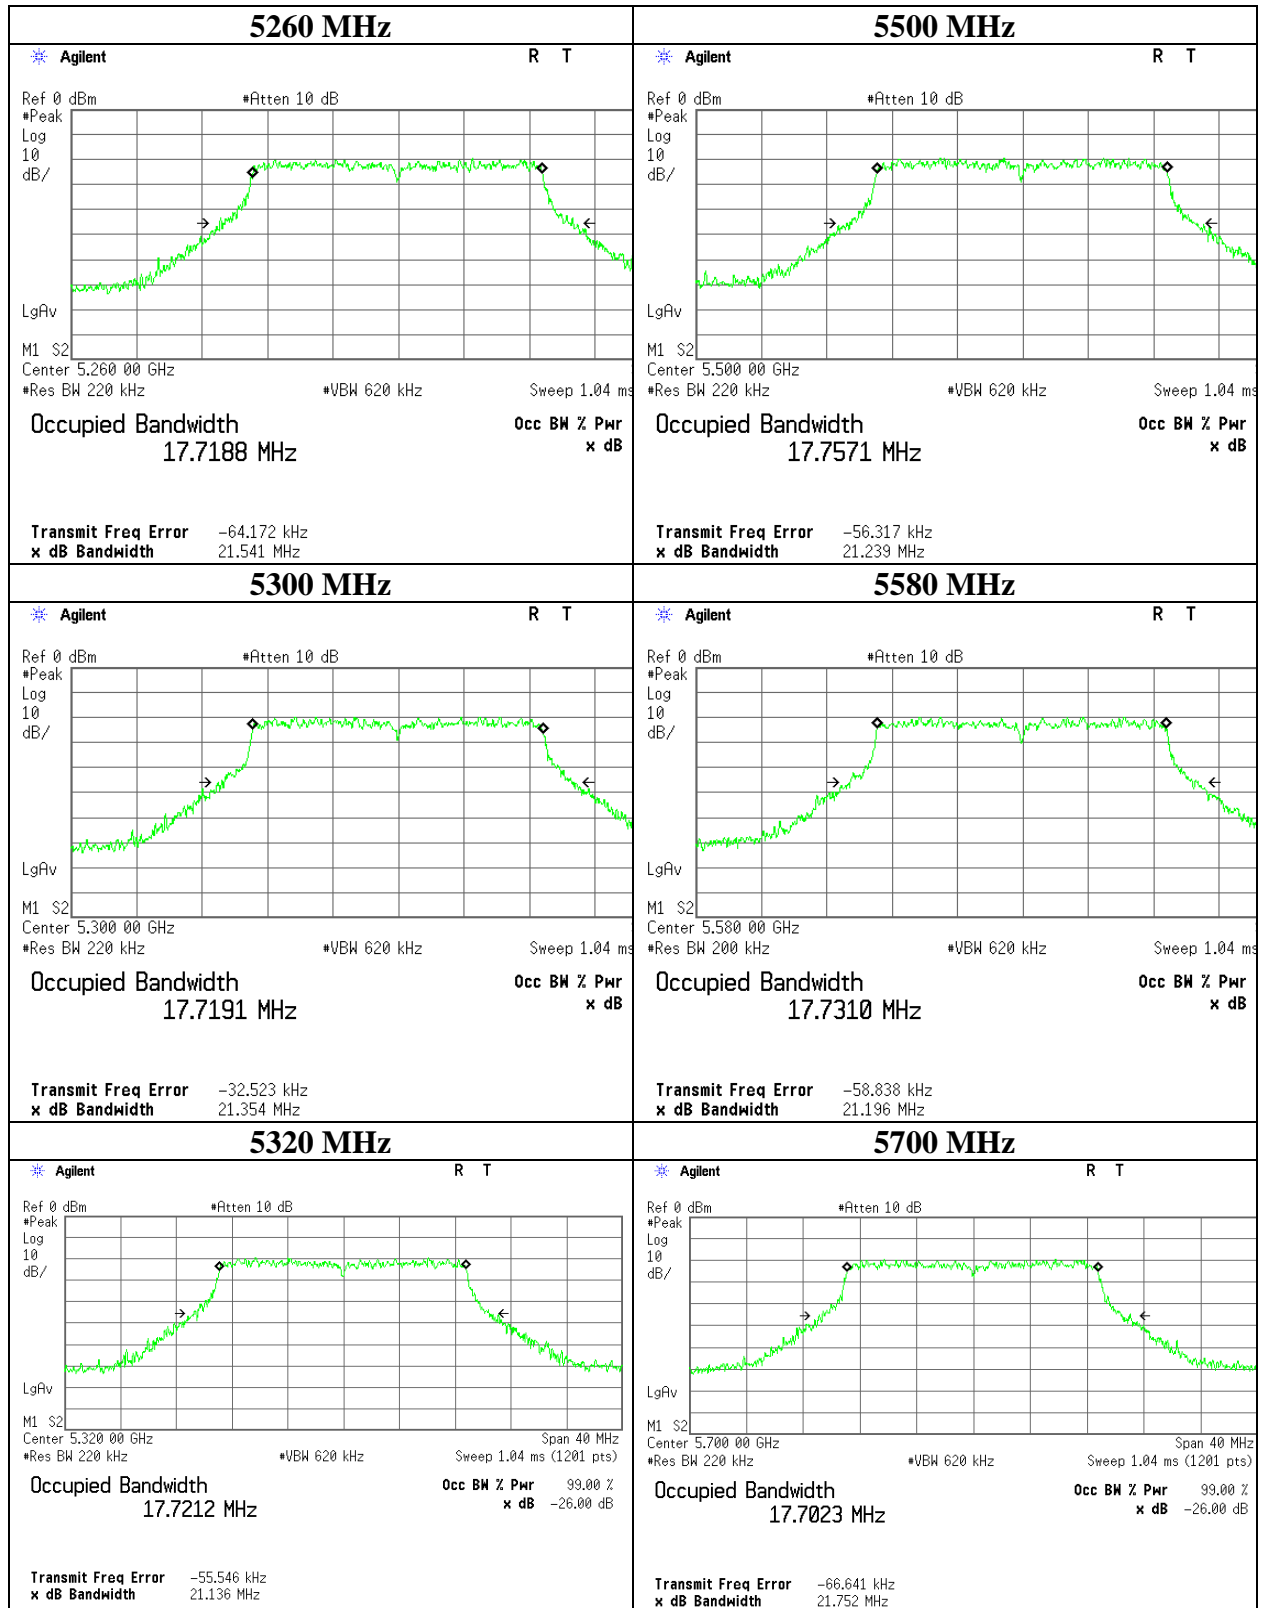 5260 MHz
Agilent R T
Ref 0 dBm #Atten 10 dB
#Peak
Log
10
dB/
LgAv
M1 S2
Center 5.260 00 GHz
#Res BW 220 kHz #VBW 620 kHz Sweep 1.04 ms
Occupied Bandwidth Occ BW % Pwr
17.7188 MHz x dB
Transmit Freq Error -64.172 kHz
x dB Bandwidth 21.541 MHz
5500 MHz
Agilent R T
Ref 0 dBm #Atten 10 dB
#Peak
Log
10
dB/
LgAv
M1 S2
Center 5.500 00 GHz
#Res BW 220 kHz #VBW 620 kHz Sweep 1.04 ms
Occupied Bandwidth Occ BW % Pwr
17.7571 MHz x dB
Transmit Freq Error -56.317 kHz
x dB Bandwidth 21.239 MHz
5300 MHz
Agilent R T
Ref 0 dBm #Atten 10 dB
#Peak
Log
10
dB/
LgAv
M1 S2
Center 5.300 00 GHz
#Res BW 220 kHz #VBW 620 kHz Sweep 1.04 ms
Occupied Bandwidth Occ BW % Pwr
17.7191 MHz x dB
Transmit Freq Error -32.523 kHz
x dB Bandwidth 21.354 MHz
5580 MHz
Agilent R T
Ref 0 dBm #Atten 10 dB
#Peak
Log
10
dB/
LgAv
M1 S2
Center 5.580 00 GHz
#Res BW 200 kHz #VBW 620 kHz Sweep 1.04 ms
Occupied Bandwidth Occ BW % Pwr
17.7310 MHz x dB
Transmit Freq Error -58.838 kHz
x dB Bandwidth 21.196 MHz
5320 MHz
Agilent R T
Ref 0 dBm #Atten 10 dB
#Peak
Log
10
dB/
LgAv
M1 S2
Center 5.320 00 GHz Span 40 MHz
#Res BW 220 kHz #VBW 620 kHz Sweep 1.04 ms (1201 pts)
Occupied Bandwidth Occ BW % Pwr 99.00 %
17.7212 MHz x dB -26.00 dB
Transmit Freq Error -55.546 kHz
x dB Bandwidth 21.136 MHz
5700 MHz
Agilent R T
Ref 0 dBm #Atten 10 dB
#Peak
Log
10
dB/
LgAv
M1 S2
Center 5.700 00 GHz Span 40 MHz
#Res BW 220 kHz #VBW 620 kHz Sweep 1.04 ms (1201 pts)
Occupied Bandwidth Occ BW % Pwr 99.00 %
17.7023 MHz x dB -26.00 dB
Transmit Freq Error -66.641 kHz
x dB Bandwidth 21.752 MHz